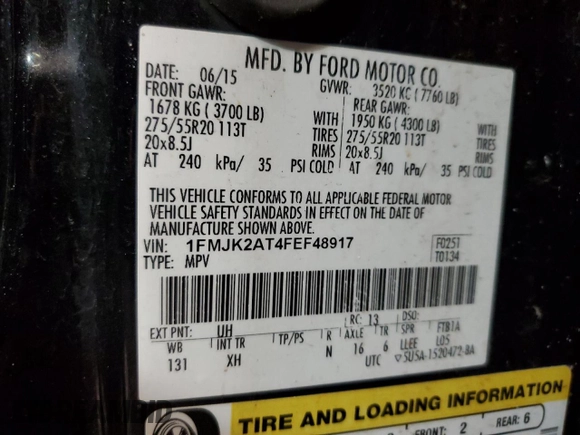 MFD. BY FORD MOTOR CO.
DATE: 06/15 GVWR: 3520 KG (7760 LB)
FRONT GAWR: REAR GAWR:
1678 KG (3700 LB) WITH 1950 KG (4300 LB) WITH
275/55R20 113T TIRES 275/55R20 113T TIRES
20x8.5J RIMS 20x8.5J RIMS
AT 240 kPa/ 35 PSI COLD AT 240 kPa/ 35 PSI COLD
THIS VEHICLE CONFORMS TO ALL APPLICABLE FEDERAL MOTOR
VEHICLE SAFETY STANDARDS IN EFFECT ON THE DATE OF
MANUFACTURE SHOWN ABOVE.
VIN: 1FMJK2AT4FEF48917 F0251
TYPE: MPV T0134
EXT PNT: UH RC: 13 DSO:
WB INT TR TP/PS R AXLE TR SPR FTB1A
131 XH N 16 6 LLEE L05
UTC ▽5U5A-1520472-BA
TIRE AND LOADING INFORMATION
FRONT: 2 REAR: 6